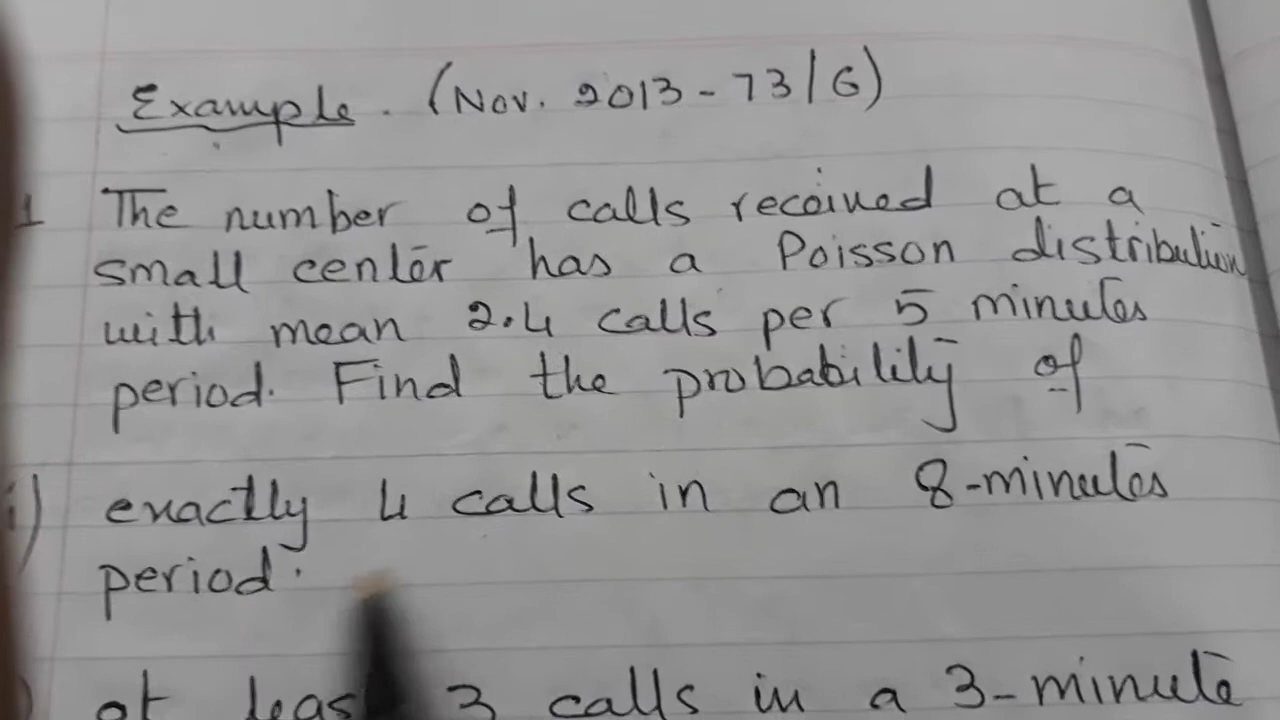 Example. (Nov. 2013 - 73/6)
1 The number of calls received at a
small center has a Poisson distribution
with mean 2.4 calls per 5 minutes
period. Find the probability of
i) exactly 4 calls in an 8-minutes
period.
) at least 3 calls in a 3-minute